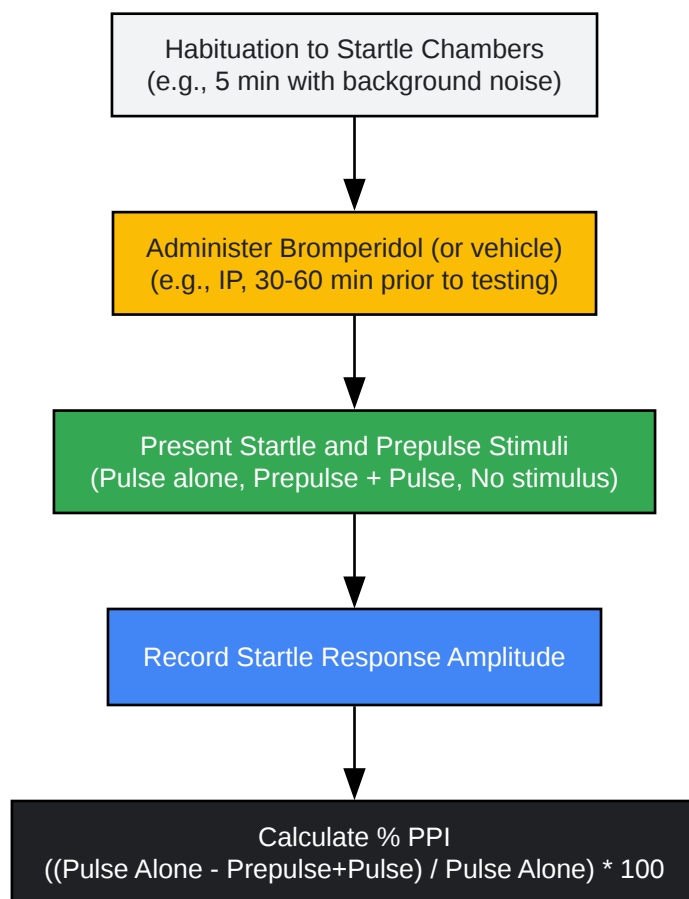 Habituation to Startle Chambers
(e.g., 5 min with background noise)
Administer Bromperidol (or vehicle)
(e.g., IP, 30-60 min prior to testing)
Present Startle and Prepulse Stimuli
(Pulse alone, Prepulse + Pulse, No stimulus)
Record Startle Response Amplitude
Calculate % PPI
((Pulse Alone - Prepulse+Pulse) / Pulse Alone) * 100